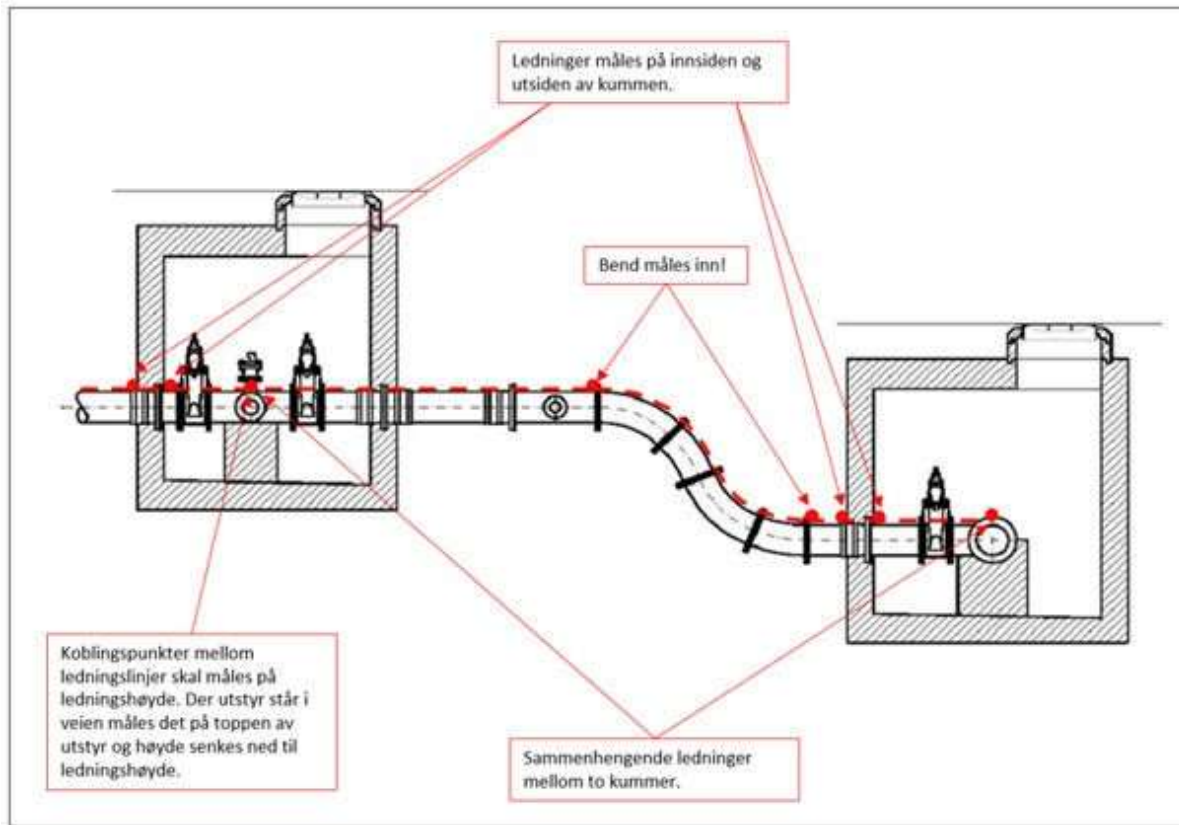 Ledninger måles på innsiden og
utsiden av kummen.
Bend måles inn!
Koblingspunkter mellom
ledningslinjer skal måles på
ledningshøyde. Der utstyr står i
veien måles det på toppen av
utstyr og høyde senkes ned til
ledningshøyde.
Sammenhengende ledninger
mellom to kummer.